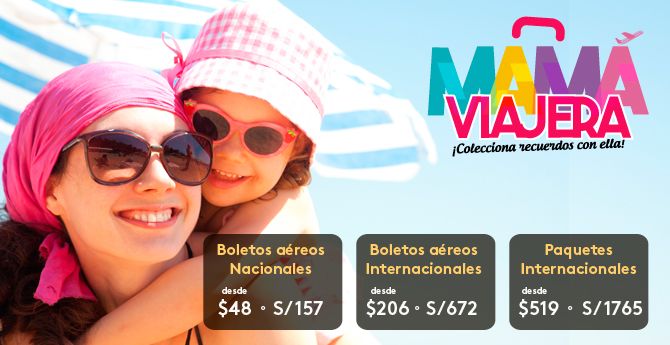 MAMÁ
VIAJERA
¡Colecciona recuerdos con ella!
Boletos aéreos
Nacionales
desde
$48 • S/157
Boletos aéreos
Internacionales
desde
$206 • S/672
Paquetes
Internacionales
desde
$519 • S/1765